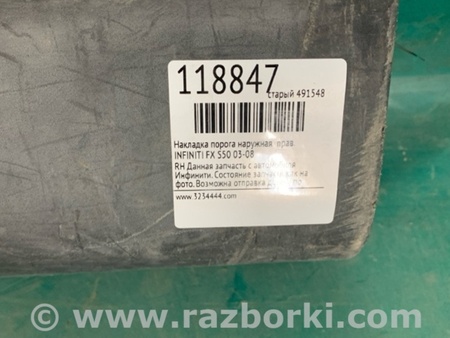 118847
старый 491548
Накладка порога наружная прав
INFINITI FX S50 03-08
RH Данная запчасть с авто
Инфинити. Состояние запчасти как на
фото. Возможна отправка
www.3234444.com
© www.razborki.com